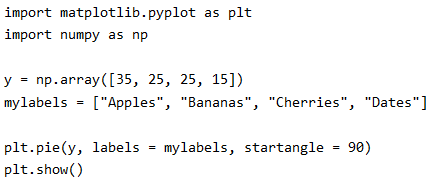 import matplotlib.pyplot as plt
import numpy as np
y = np.array([35, 25, 25, 15])
mylabels = ["Apples", "Bananas", "Cherries", "Dates"]
plt.pie(y, labels = mylabels, startangle = 90)
plt.show()